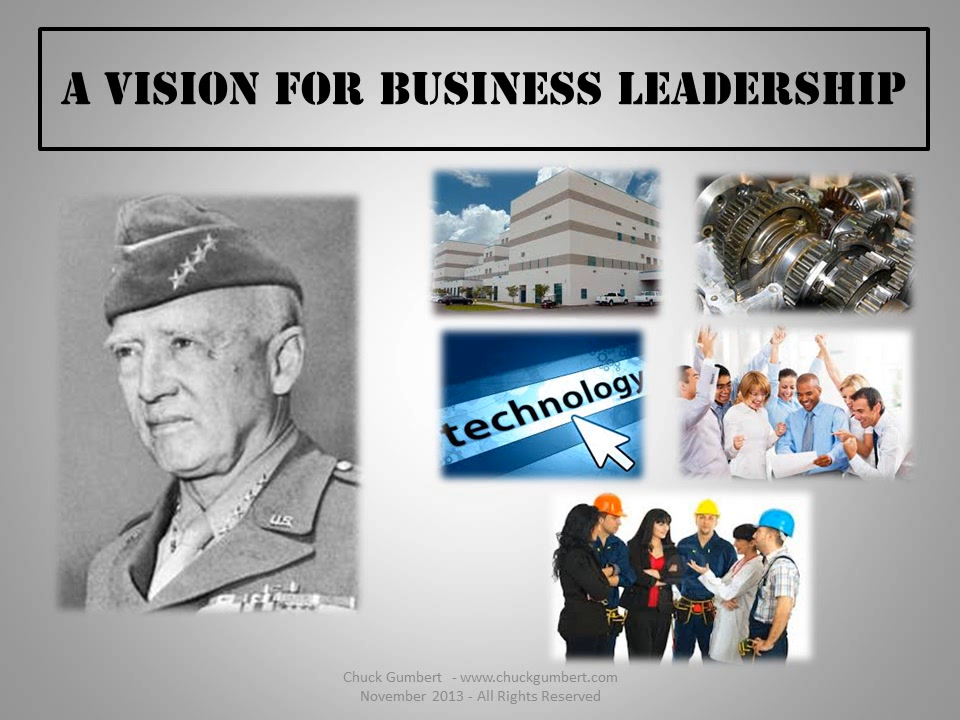 A VISION FOR BUSINESS LEADERSHIP
U.S.
technology
Chuck Gumbert - www.chuckgumbert.com
November 2013 - All Rights Reserved